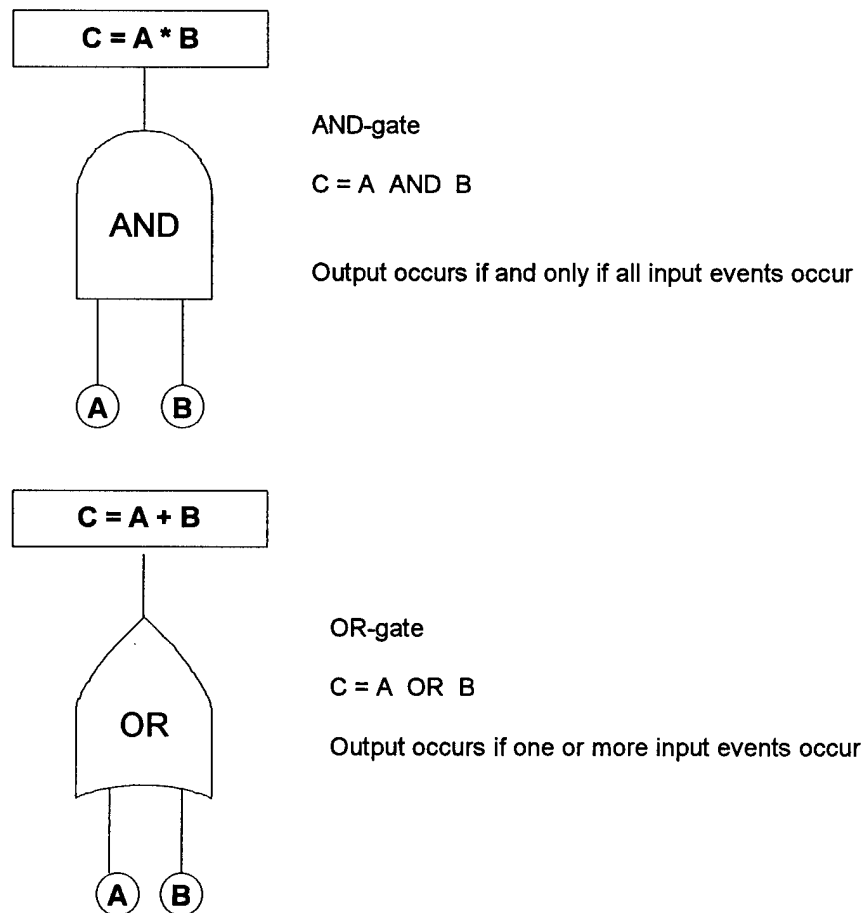 C = A * B
AND-gate
C = A AND B
AND
Output occurs if and only if all input events occur
A B
C = A + B
OR-gate
C = A OR B
OR
Output occurs if one or more input events occur
A B